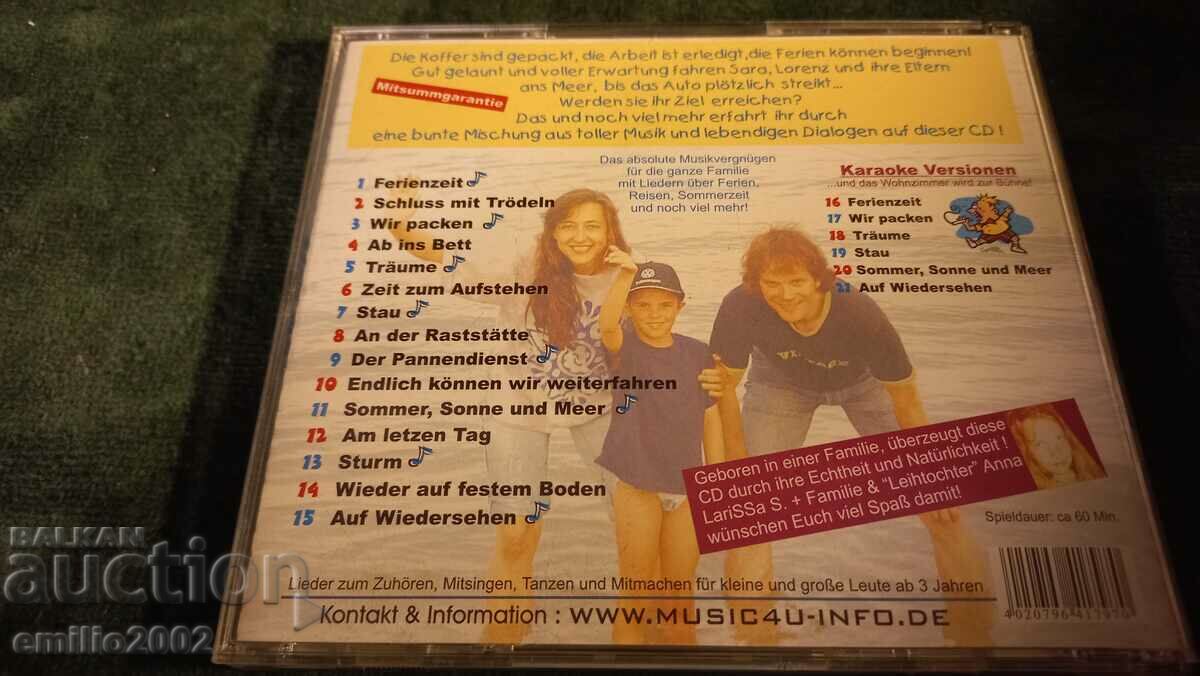 Die Koffer sind gepackt, die Arbeit ist erledigt, die Ferien können beginnen!
Gut gelaunt und voller Erwartung fahren Sara, Lorenz und ihre Eltern
ans Meer, bis das Auto plötzlich streikt...
Mitsummgarantie
Werden sie ihr Ziel erreichen?
Das und noch viel mehr erfahrt ihr durch
eine bunte Mischung aus toller Musik und lebendigen Dialogen auf dieser CD!
1 Ferienzeit
2 Schluss mit Trödeln
3 Wir packen
4 Ab ins Bett
5 Träume
6 Zeit zum Aufstehen
7 Stau
8 An der Raststätte
9 Der Pannendienst
10 Endlich können wir weiterfahren
11 Sommer, Sonne und Meer
12 Am letzen Tag
13 Sturm
14 Wieder auf festem Boden
15 Auf Wiedersehen
Das absolute Musikvergnügen
für die ganze Familie
mit Liedern über Ferien,
Reisen, Sommerzeit
und noch viel mehr!
Karaoke Versionen
...und das Wohnzimmer wird zur Bühne!
16 Ferienzeit
17 Wir packen
18 Träume
19 Stau
20 Sommer, Sonne und Meer
21 Auf Wiedersehen
Geboren in einer Familie, überzeugt diese
CD durch ihre Echtheit und Natürlichkeit !
LariSSa S. + Familie & "Leihtochter" Anna
wünschen Euch viel Spaß damit!
Spieldauer: ca 60 Min.
Lieder zum Zuhören, Mitsingen, Tanzen und Mitmachen für kleine und große Leute ab 3 Jahren
Kontakt & Information : WWW.MUSIC4U-INFO.DE
BALKAN
auction
emilio2002